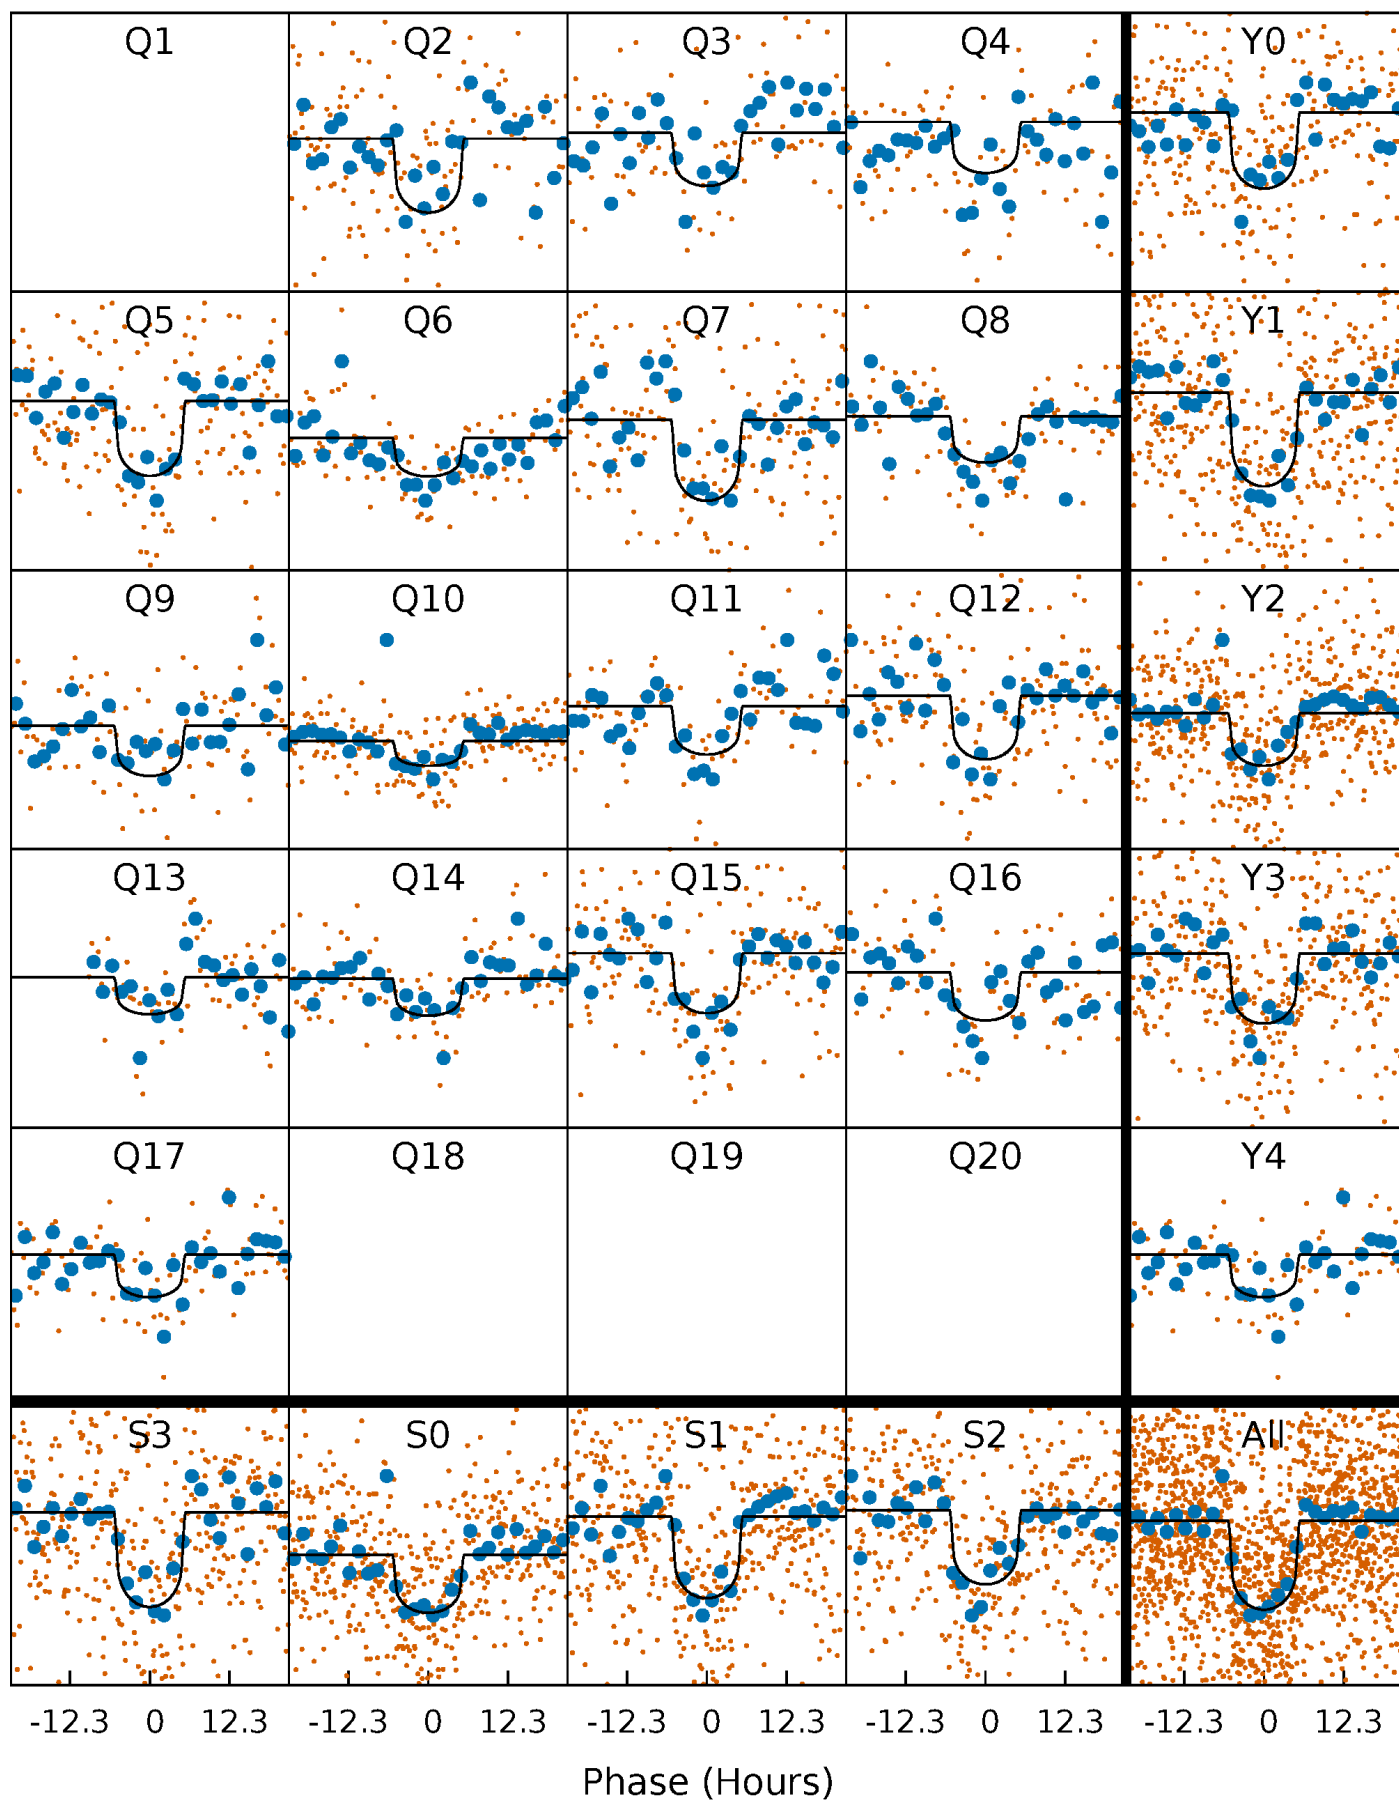 Q1 Q2 Q3 Q4 Y0
Q5 Q6 Q7 Q8 Y1
Q9 Q10 Q11 Q12 Y2
Q13 Q14 Q15 Q16 Y3
Q17 Q18 Q19 Q20 Y4
S3 S0 S1 S2 All
-12.3 0 12.3 -12.3 0 12.3 -12.3 0 12.3 -12.3 0 12.3 -12.3 0 12.3
Phase (Hours)